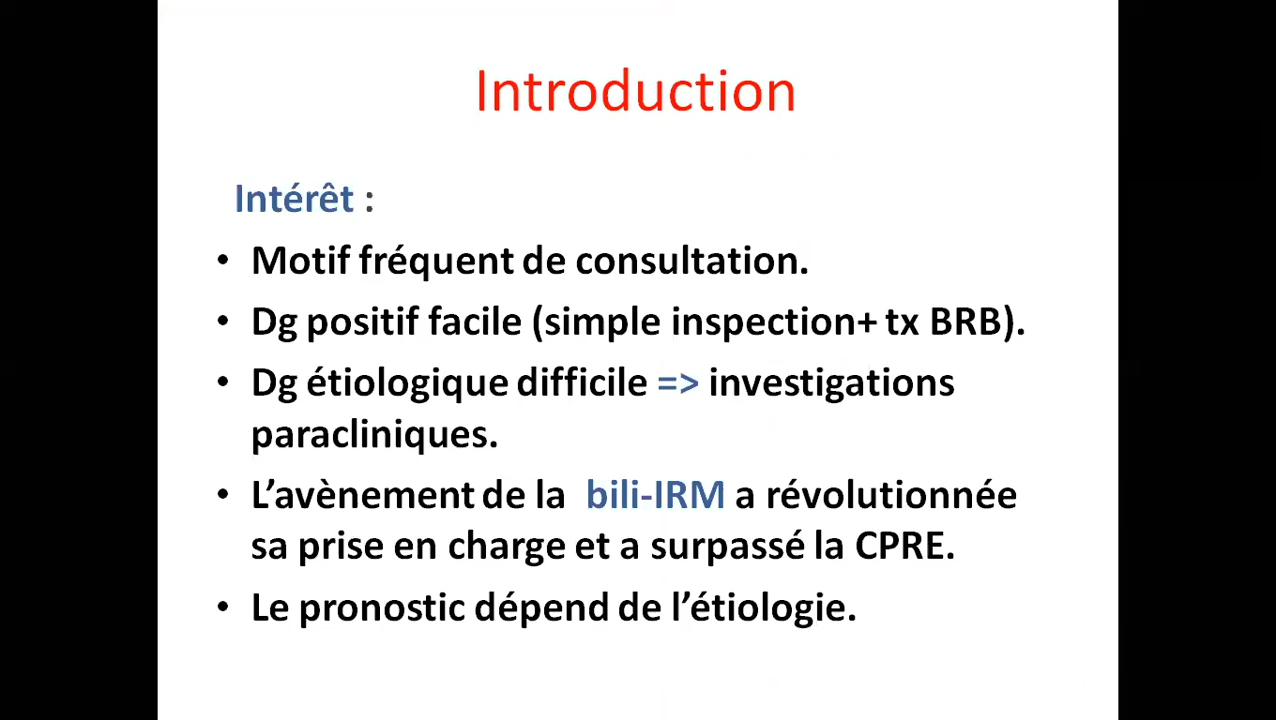 Introduction
Intérêt :
• Motif fréquent de consultation.
• Dg positif facile (simple inspection+ tx BRB).
• Dg étiologique difficile => investigations
paracliniques.
• L’avènement de la bili-IRM a révolutionnée
sa prise en charge et a surpassé la CPRE.
• Le pronostic dépend de l’étiologie.